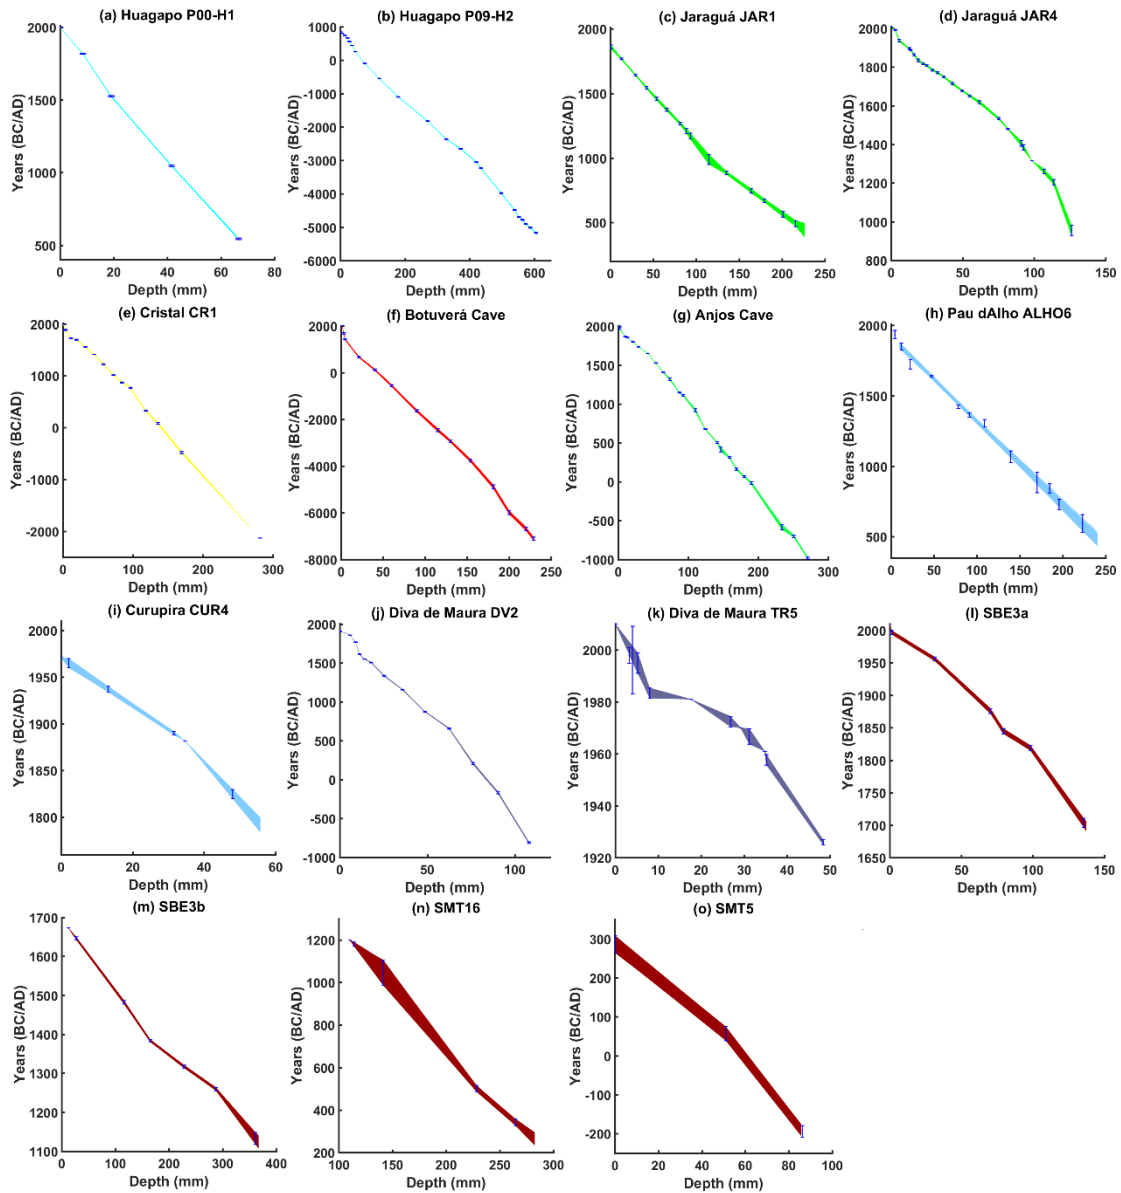 (a) Huagapo P00-H1
2000
1500
1000
500
0 20 40 60 80
Depth (mm)
Years (BC/AD)
(b) Huagapo P09-H2
1000
0
-1000
-2000
-3000
-4000
-5000
-6000
0 200 400 600
Depth (mm)
Years (BC/AD)
(c) Jaraguá JAR1
2000
1500
1000
500
0 50 100 150 200 250
Depth (mm)
Years (BC/AD)
(d) Jaraguá JAR4
2000
1800
1600
1400
1200
1000
800
0 50 100 150
Depth (mm)
Years (BC/AD)
(e) Cristal CR1
2000
1000
0
-1000
-2000
0 100 200 300
Depth (mm)
Years (BC/AD)
(f) Botuverá Cave
2000
0
-2000
-4000
-6000
-8000
0 50 100 150 200 250
Depth (mm)
Years (BC/AD)
(g) Anjos Cave
2000
1500
1000
500
0
-500
-1000
0 100 200 300
Depth (mm)
Years (BC/AD)
(h) Pau dAlho ALHO6
2000
1500
1000
500
0 50 100 150 200 250
Depth (mm)
Years (BC/AD)
(i) Curupira CUR4
2000
1950
1900
1850
1800
0 20 40 60
Depth (mm)
Years (BC/AD)
(j) Diva de Maura DV2
2000
1500
1000
500
0
-500
-1000
0 50 100
Depth (mm)
Years (BC/AD)
(k) Diva de Maura TR5
2000
1980
1960
1940
1920
0 10 20 30 40 50
Depth (mm)
Years (BC/AD)
(l) SBE3a
2000
1950
1900
1850
1800
1750
1700
1650
0 50 100 150
Depth (mm)
Years (BC/AD)
(m) SBE3b
1700
1600
1500
1400
1300
1200
1100
0 100 200 300 400
Depth (mm)
Years (BC/AD)
(n) SMT16
1200
1000
800
600
400
200
100 150 200 250 300
Depth (mm)
Years (BC/AD)
(o) SMT5
300
200
100
0
-100
-200
0 20 40 60 80 100
Depth (mm)
Years (BC/AD)